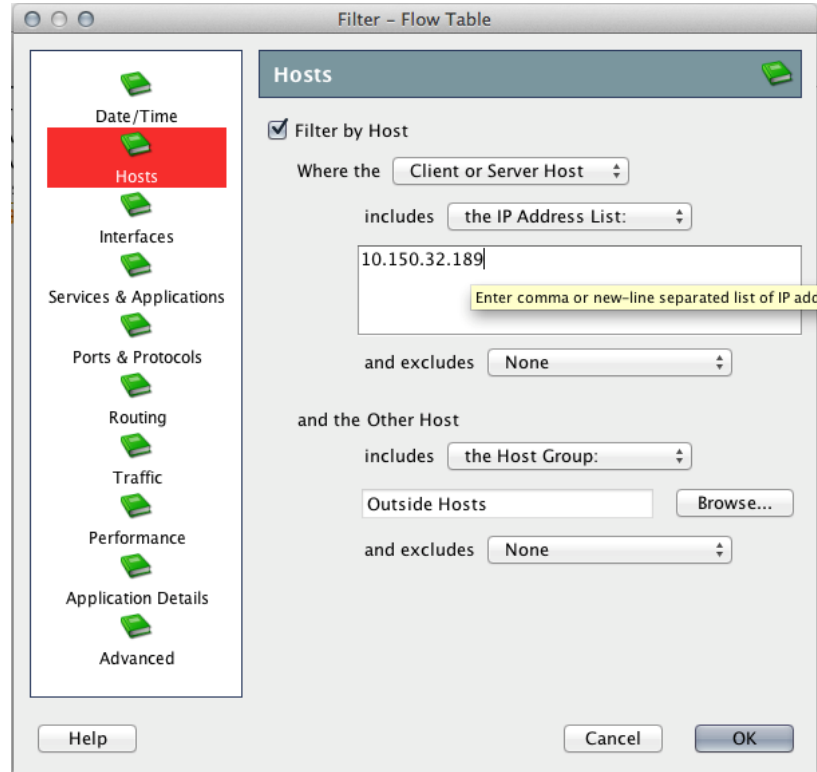 Filter – Flow Table
Date/Time
Hosts
Interfaces
Services & Applications
Ports & Protocols
Routing
Traffic
Performance
Application Details
Advanced
Hosts
Filter by Host
Where the Client or Server Host
includes the IP Address List:
10.150.32.189
Enter comma or new-line separated list of IP
and excludes None
and the Other Host
includes the Host Group:
Outside Hosts Browse...
and excludes None
Help Cancel OK